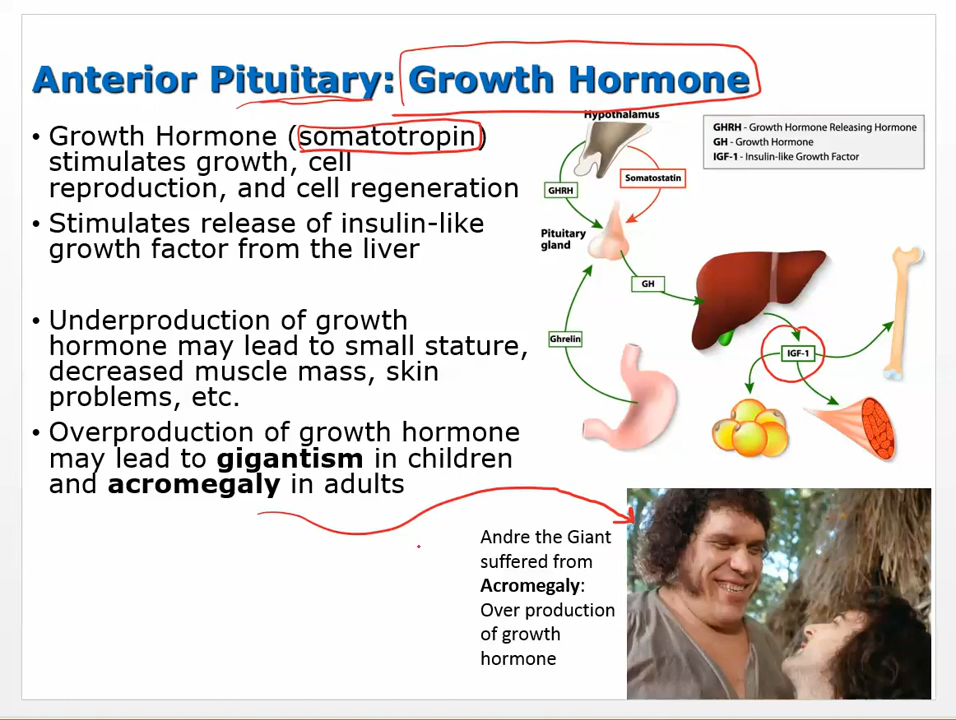 Anterior Pituitary: Growth Hormone
• Growth Hormone (somatotropin)
stimulates growth, cell
reproduction, and cell regeneration
• Stimulates release of insulin-like
growth factor from the liver
• Underproduction of growth
hormone may lead to small stature,
decreased muscle mass, skin
problems, etc.
• Overproduction of growth hormone
may lead to gigantism in children
and acromegaly in adults
Hypothalamus
GHRH - Growth Hormone Releasing Hormone
GH - Growth Hormone
IGF-1 - Insulin-like Growth Factor
GHRH
Somatostatin
Pituitary
gland
GH
Ghrelin
IGF-1
Andre the Giant
suffered from
Acromegaly:
Over production
of growth
hormone